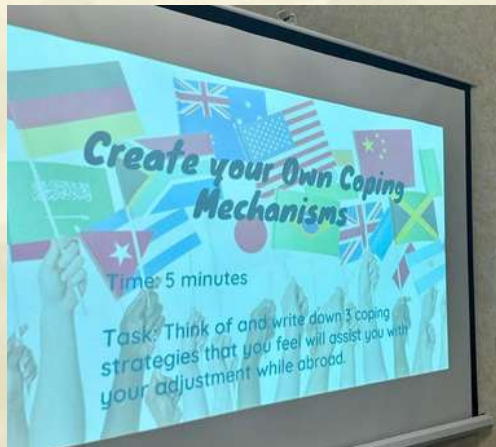 Create your Own Coping
Mechanisms
Time: 5 minutes
Task: Think of and write down 3 coping
strategies that you feel will assist you with
your adjustment while abroad.